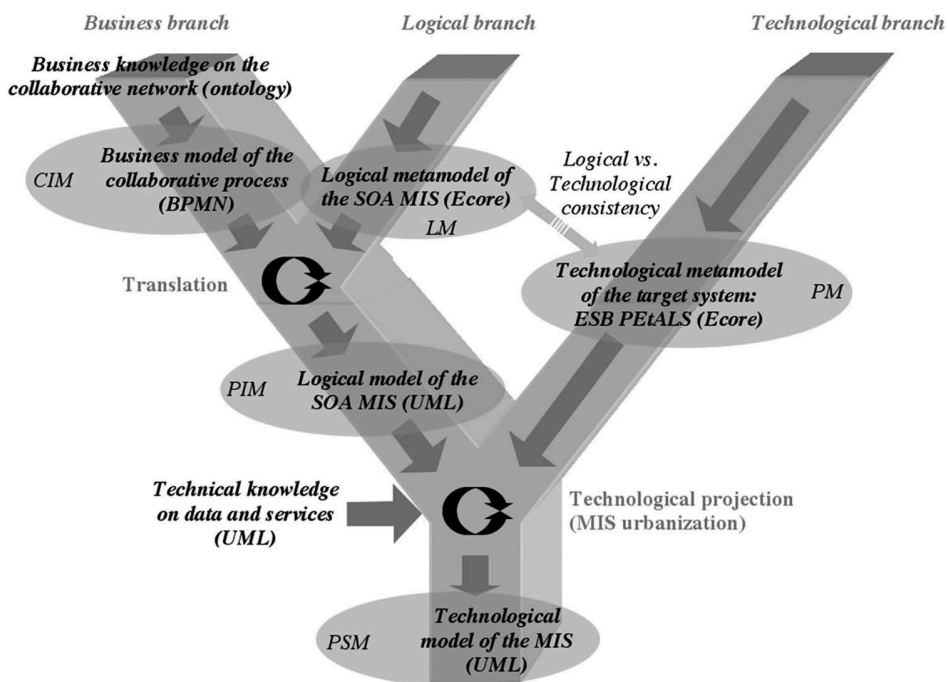 Business branch
Logical branch
Technological branch
Business knowledge on the
collaborative network (ontology)
Business model of the
collaborative process
(BPMN)
CIM
Logical metamodel of
the SOA MIS (Ecore)
LM
Logical vs.
Technological
consistency
Translation
Technological metamodel
of the target system:
ESB PEtALS (Ecore)
PM
PIM
Logical model of the
SOA MIS (UML)
Technical knowledge
on data and services
(UML)
Technological projection
(MIS urbanization)
PSM
Technological
model of the MIS
(UML)